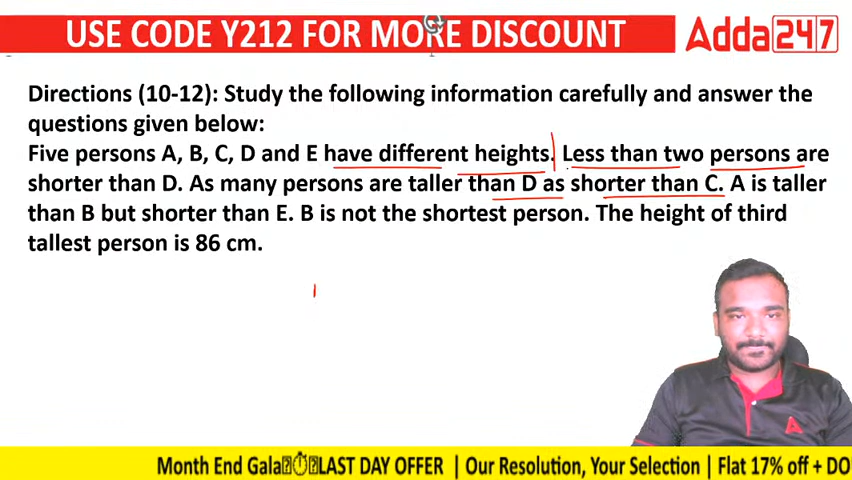 USE CODE Y212 FOR MORE DISCOUNT
Adda247
Directions (10-12): Study the following information carefully and answer the
questions given below:
Five persons A, B, C, D and E have different heights. Less than two persons are
shorter than D. As many persons are taller than D as shorter than C. A is taller
than B but shorter than E. B is not the shortest person. The height of third
tallest person is 86 cm.
Month End Gala LAST DAY OFFER | Our Resolution, Your Selection | Flat 17% off + DO